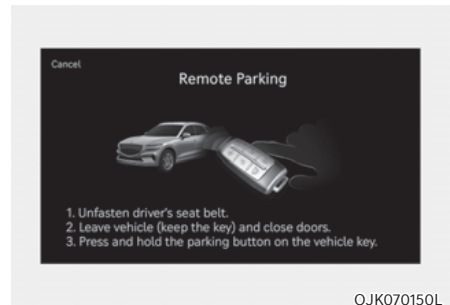 Cancel
Remote Parking
1. Unfasten driver's seat belt.
2. Leave vehicle (keep the key) and close doors.
3. Press and hold the parking button on the vehicle key.
OJK070150L